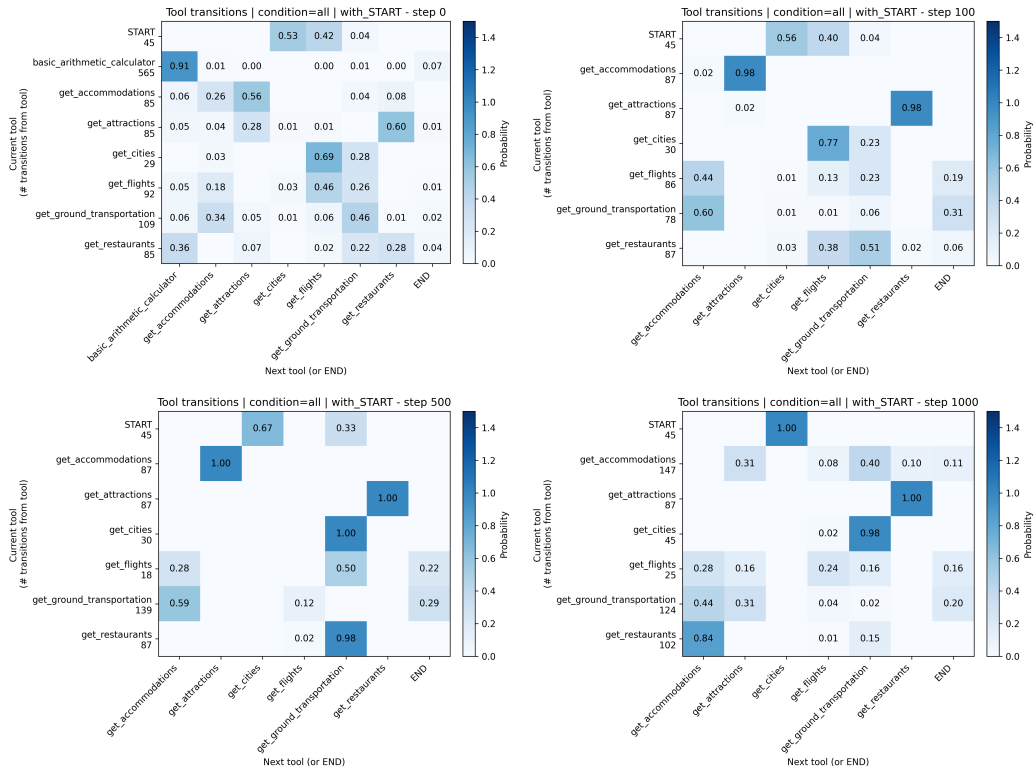 Tool transitions | condition=all | with_START - step 0
START
45
0.53 0.42 0.04
basic_arithmetic_calculator
565
0.91 0.01 0.00 0.00 0.01 0.00 0.07
get_accommodations
85
0.06 0.26 0.56 0.04 0.08
get_attractions
85
0.05 0.04 0.28 0.01 0.01 0.60 0.01
get_cities
29
0.03 0.69 0.28
get_flights
92
0.05 0.18 0.03 0.46 0.26 0.01
get_ground_transportation
109
0.06 0.34 0.05 0.01 0.06 0.46 0.01 0.02
get_restaurants
85
0.36 0.07 0.02 0.22 0.28 0.04
basic_arithmetic_calculator
get_accommodations
get_attractions
get_cities
get_flights
get_ground_transportation
get_restaurants
END
Next tool (or END)
Current tool
(# transitions from tool)
1.4
1.2
1.0
0.8
0.6
0.4
0.2
0.0
Probability
Tool transitions | condition=all | with_START - step 100
START
45
0.56 0.40 0.04
get_accommodations
87
0.02 0.98
get_attractions
87
0.02 0.98
get_cities
30
0.77 0.23
get_flights
86
0.44 0.01 0.13 0.23 0.19
get_ground_transportation
78
0.60 0.01 0.01 0.06 0.31
get_restaurants
87
0.03 0.38 0.51 0.02 0.06
get_accommodations
get_attractions
get_cities
get_flights
get_ground_transportation
get_restaurants
END
Next tool (or END)
Current tool
(# transitions from tool)
1.4
1.2
1.0
0.8
0.6
0.4
0.2
0.0
Probability
Tool transitions | condition=all | with_START - step 500
START
45
0.67 0.33
get_accommodations
87
1.00
get_attractions
87
1.00
get_cities
30
1.00
get_flights
18
0.28 0.50 0.22
get_ground_transportation
139
0.59 0.12 0.29
get_restaurants
87
0.02 0.98
get_accommodations
get_attractions
get_cities
get_flights
get_ground_transportation
get_restaurants
END
Next tool (or END)
Current tool
(# transitions from tool)
1.4
1.2
1.0
0.8
0.6
0.4
0.2
0.0
Probability
Tool transitions | condition=all | with_START - step 1000
START
45
1.00
get_accommodations
147
0.31 0.08 0.40 0.10 0.11
get_attractions
87
1.00
get_cities
45
0.02 0.98
get_flights
25
0.28 0.16 0.24 0.16 0.16
get_ground_transportation
124
0.44 0.31 0.04 0.02 0.20
get_restaurants
102
0.84 0.01 0.15
get_accommodations
get_attractions
get_cities
get_flights
get_ground_transportation
get_restaurants
END
Next tool (or END)
Current tool
(# transitions from tool)
1.4
1.2
1.0
0.8
0.6
0.4
0.2
0.0
Probability